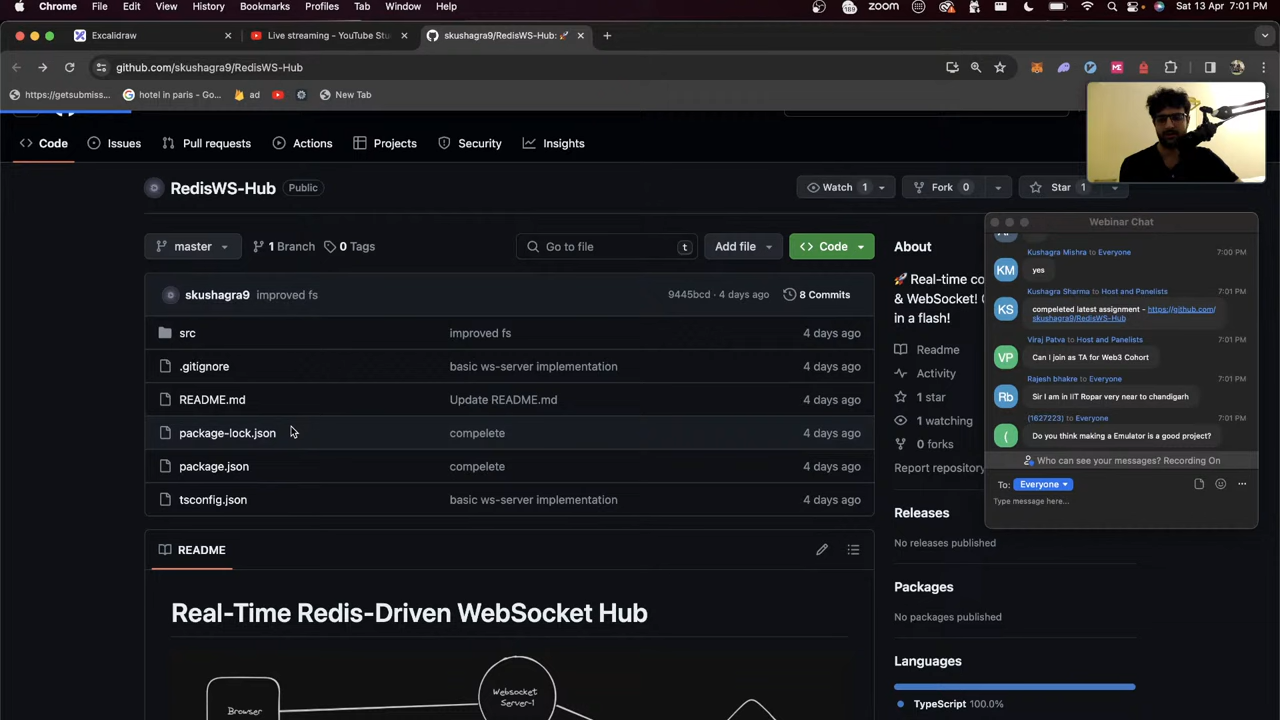 Chrome File Edit View History Bookmarks Profiles Tab Window Help zoom Sat 13 Apr 7:01 PM
Excalidraw
Live streaming - YouTube Stu
skushagra9/RedisWS-Hub: 🚀
github.com/skushagra9/RedisWS-Hub
https://getsubmiss...
hotel in paris - Go...
ad
New Tab
Code
Issues
Pull requests
Actions
Projects
Security
Insights
RedisWS-Hub Public
Watch 1
Fork 0
Star 1
master
1 Branch
0 Tags
Go to file t
Add file
Code
skushagra9 improved fs 9445bcd · 4 days ago 8 Commits
src improved fs 4 days ago
.gitignore basic ws-server implementation 4 days ago
README.md Update README.md 4 days ago
package-lock.json compelete 4 days ago
package.json compelete 4 days ago
tsconfig.json basic ws-server implementation 4 days ago
README
Real-Time Redis-Driven WebSocket Hub
Browser
Websocket
Server-1
About
🚀 Real-time co
& WebSocket!
in a flash!
Readme
Activity
1 star
1 watching
0 forks
Report repository
Releases
No releases published
Packages
No packages published
Languages
TypeScript 100.0%
Webinar Chat
Kushagra Mishra to Everyone 7:00 PM
KM
yes
Kushagra Sharma to Host and Panelists 7:01 PM
KS
compeleted latest assignment - https://github.com/
skushagra9/RedisWS-Hub
Viraj Patva to Host and Panelists 7:01 PM
VP
Can I join as TA for Web3 Cohort
Rajesh bhakre to Everyone 7:01 PM
Rb
Sir I am in IIT Ropar very near to chandigarh
(1627223) to Everyone 7:01 PM
(
Do you think making a Emulator is a good project?
Who can see your messages? Recording On
To: Everyone
Type message here...